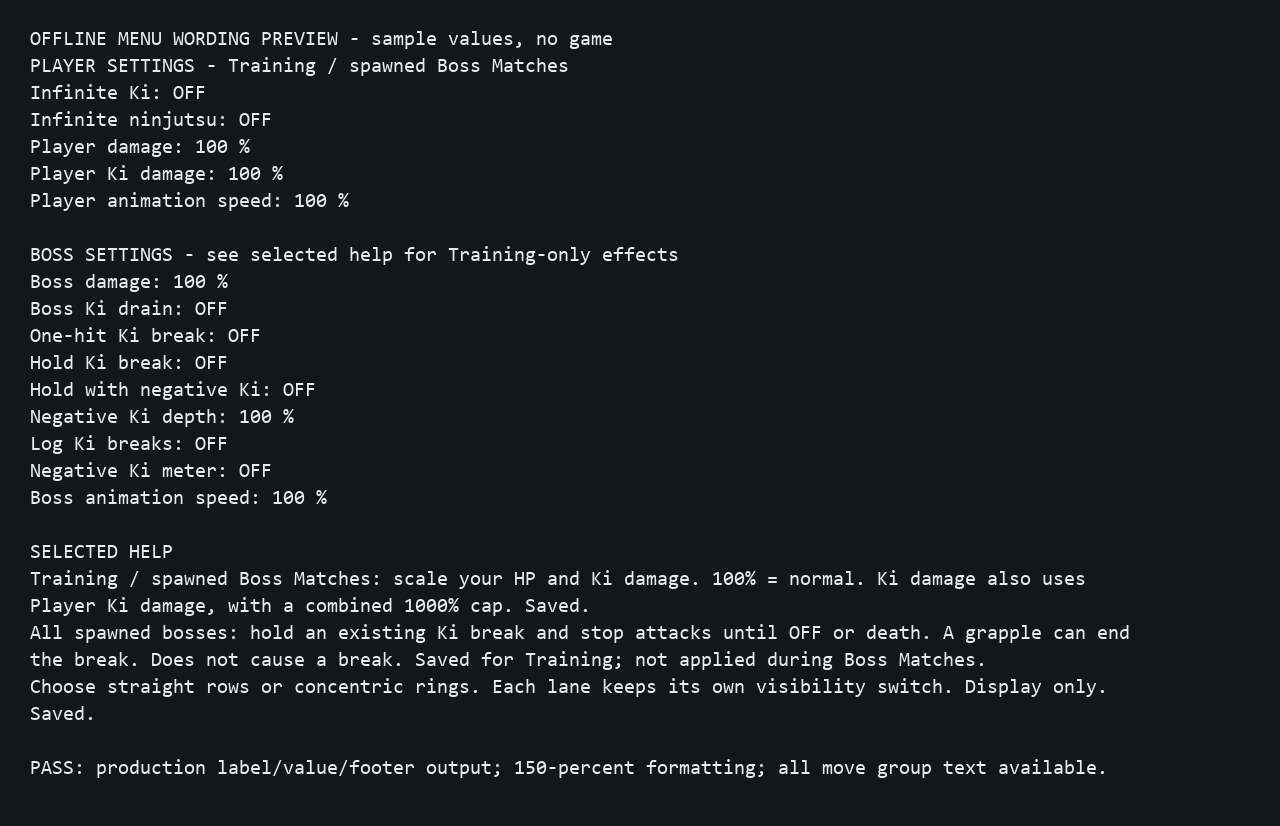 OFFLINE MENU WORDING PREVIEW - sample values, no game
PLAYER SETTINGS - Training / spawned Boss Matches
Infinite Ki: OFF
Infinite ninjutsu: OFF
Player damage: 100 %
Player Ki damage: 100 %
Player animation speed: 100 %

BOSS SETTINGS - see selected help for Training-only effects
Boss damage: 100 %
Boss Ki drain: OFF
One-hit Ki break: OFF
Hold Ki break: OFF
Hold with negative Ki: OFF
Negative Ki depth: 100 %
Log Ki breaks: OFF
Negative Ki meter: OFF
Boss animation speed: 100 %

SELECTED HELP
Training / spawned Boss Matches: scale your HP and Ki damage. 100% = normal. Ki damage also uses
Player Ki damage, with a combined 1000% cap. Saved.
All spawned bosses: hold an existing Ki break and stop attacks until OFF or death. A grapple can end
the break. Does not cause a break. Saved for Training; not applied during Boss Matches.
Choose straight rows or concentric rings. Each lane keeps its own visibility switch. Display only.
Saved.

PASS: production label/value/footer output; 150-percent formatting; all move group text available.